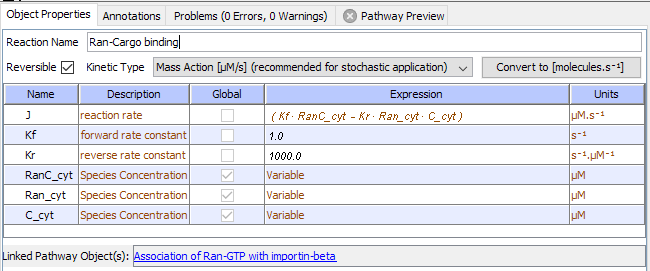 Object Properties Annotations Problems (0 Errors, 0 Warnings) Pathway Preview
Reaction Name Ran-Cargo binding
Reversible Kinetic Type Mass Action [µM/s] (recommended for stochastic application) Convert to [molecules.s⁻¹]
Name Description Global Expression Units
J reaction rate ( Kf · RanC_cyt - Kr · Ran_cyt · C_cyt ) µM.s⁻¹
Kf forward rate constant 1.0 s⁻¹
Kr reverse rate constant 1000.0 s⁻¹.µM⁻¹
RanC_cyt Species Concentration Variable µM
Ran_cyt Species Concentration Variable µM
C_cyt Species Concentration Variable µM
Linked Pathway Object(s): Association of Ran-GTP with importin-beta